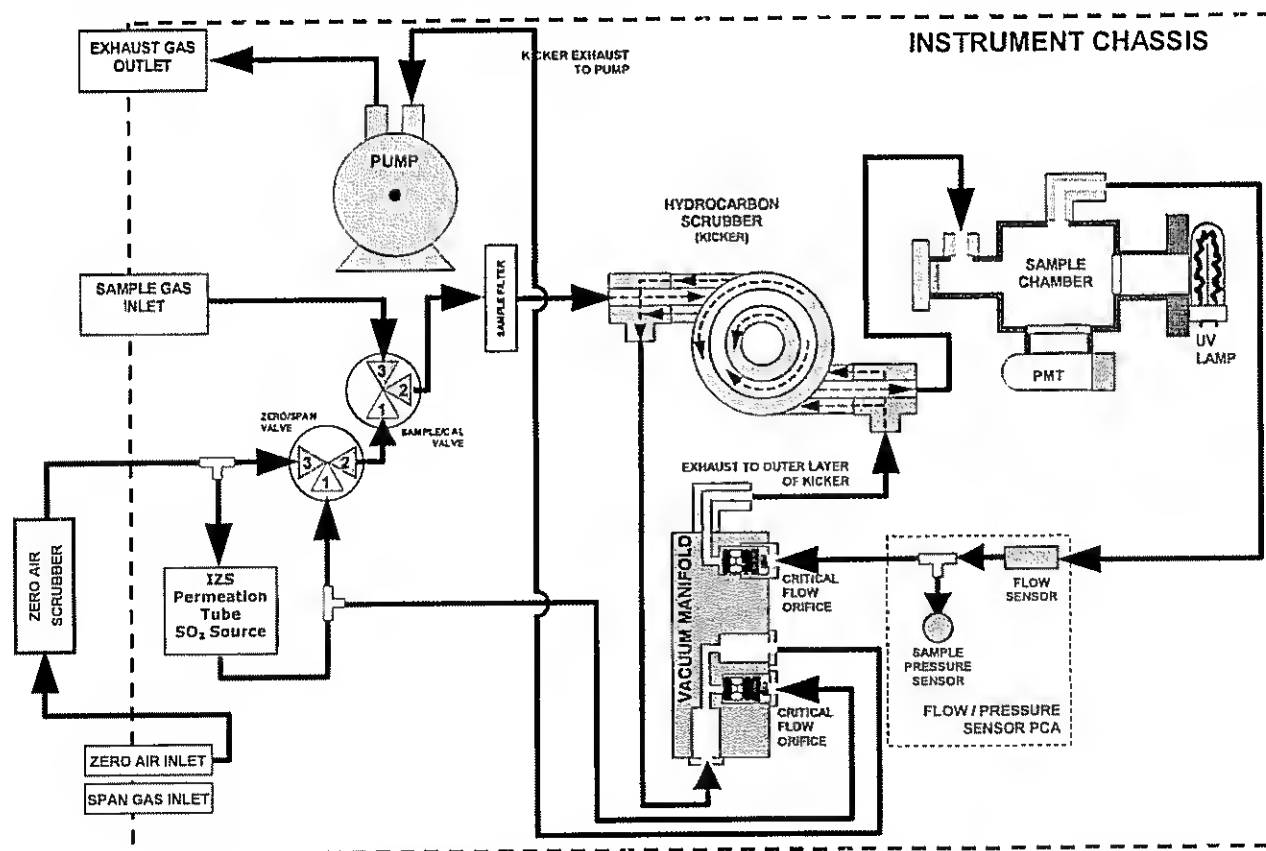 EXHAUST GAS
OUTLET
KICKER EXHAUST
TO PUMP
INSTRUMENT CHASSIS
PUMP
HYDROCARBON
SCRUBBER
(KICKER)
SAMPLE GAS
INLET
SAMPLE FILTER
SAMPLE
CHAMBER
UV
LAMP
PMT
3
2
1
SAMPLE/CAL
VALVE
ZERO/SPAN
VALVE
3
2
1
EXHAUST TO OUTER LAYER
OF KICKER
ZERO AIR
SCRUBBER
IZS
Permeation
Tube
SO₂ Source
VACUUM MANIFOLD
CRITICAL
FLOW
ORIFICE
FLOW
SENSOR
SAMPLE
PRESSURE
SENSOR
CRITICAL
FLOW
ORIFICE
FLOW / PRESSURE
SENSOR PCA
ZERO AIR INLET
SPAN GAS INLET